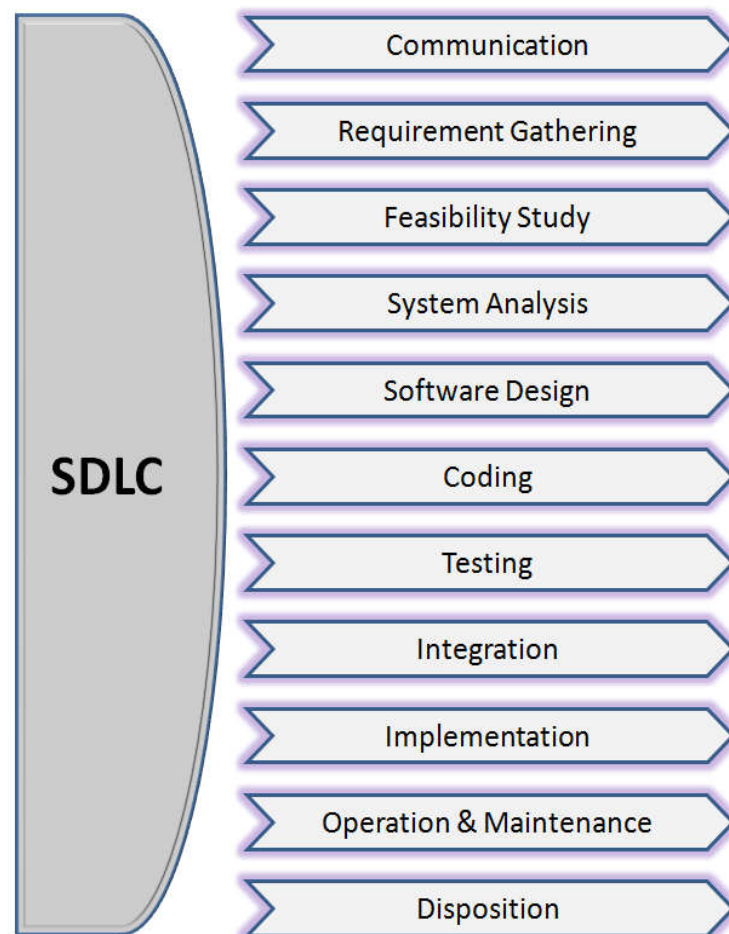 SDLC
Communication
Requirement Gathering
Feasibility Study
System Analysis
Software Design
Coding
Testing
Integration
Implementation
Operation & Maintenance
Disposition